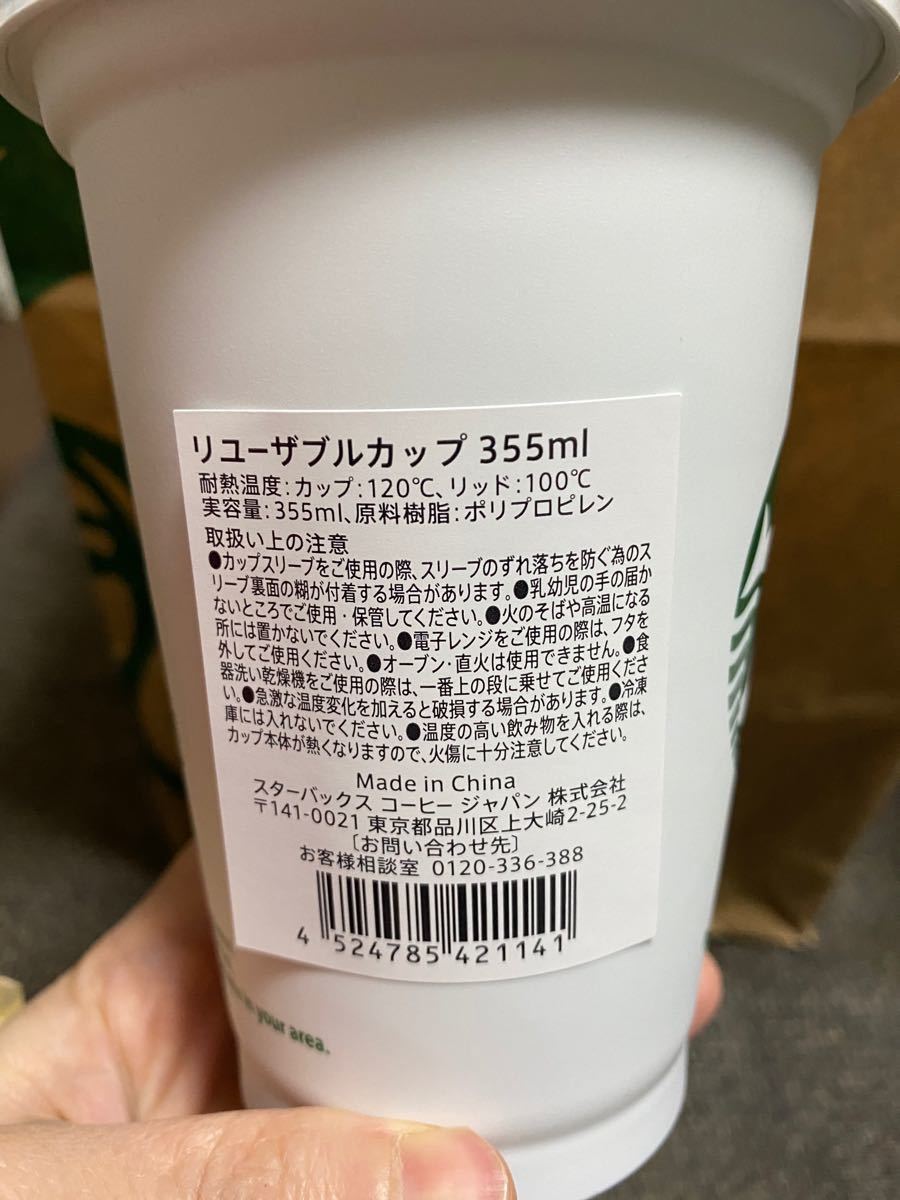 リユーザブルカップ 355ml
耐熱温度:カップ:120℃、リッド:100℃
実容量:355ml、原料樹脂:ポリプロピレン
取扱い上の注意
●カップスリーブをご使用の際、スリーブのずれ落ちを防ぐ為のス
リーブ裏面の糊が付着する場合があります。●乳幼児の手の届か
ないところでご使用・保管してください。●火のそばや高温になる
所には置かないでください。●電子レンジをご使用の際は、フタを
外してご使用ください。●オーブン・直火は使用できません。●食
器洗い乾燥機をご使用の際は、一番上の段に乗せてご使用くださ
い。●急激な温度変化を加えると破損する場合があります。●冷凍
庫には入れないでください。●温度の高い飲み物を入れる際は、
カップ本体が熱くなりますので、火傷に十分注意してください。
Made in China
スターバックス コーヒー ジャパン 株式会社
〒141-0021 東京都品川区上大崎2-25-2
〔お問い合わせ先〕
お客様相談室 0120-336-388
4 524785 421141
in your area.